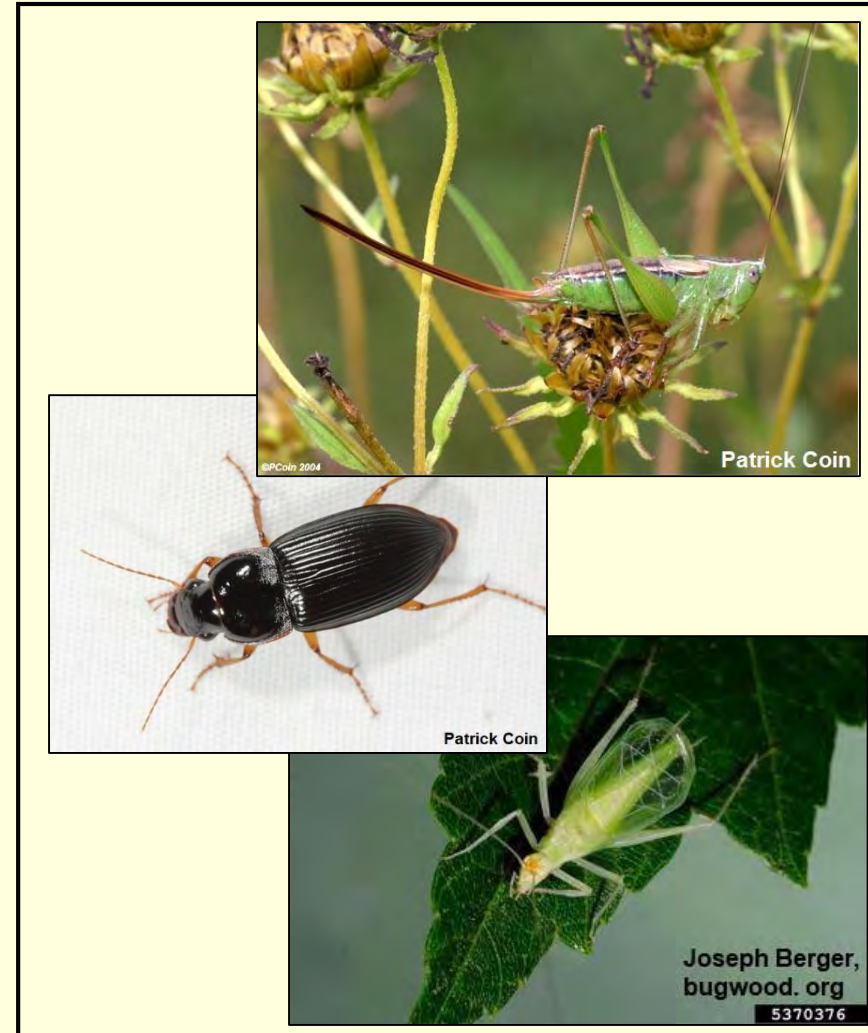 ©PCoin 2004
Patrick Coin
Patrick Coin
Joseph Berger,
bugwood. org
5370376